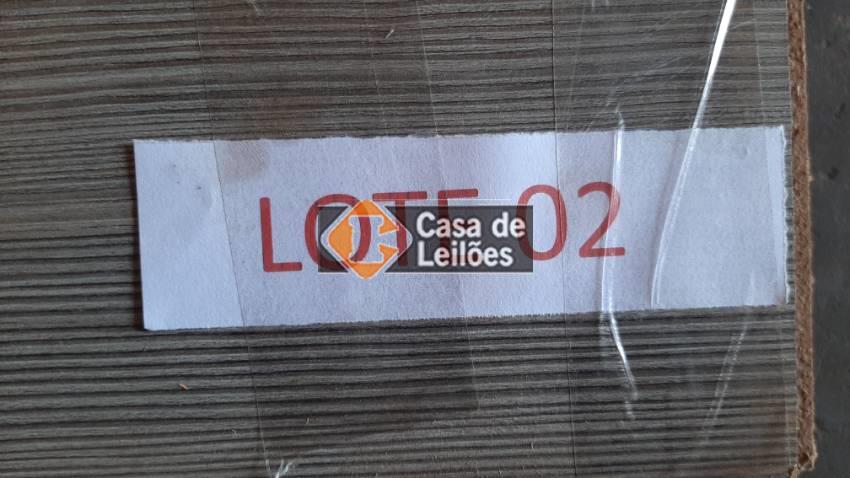 LOTE 02
Casa de
Leilões